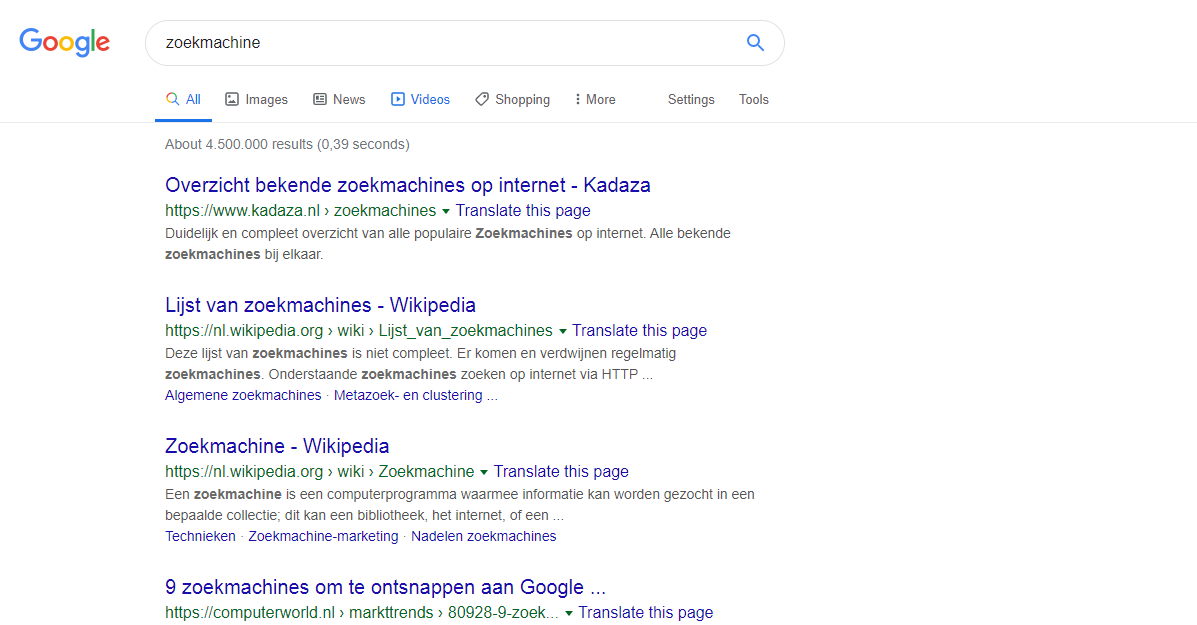 Google
zoekmachine
All Images News Videos Shopping More Settings Tools
About 4.500.000 results (0,39 seconds)
Overzicht bekende zoekmachines op internet - Kadaza
https://www.kadaza.nl › zoekmachines ▾ Translate this page
Duidelijk en compleet overzicht van alle populaire Zoekmachines op internet. Alle bekende
zoekmachines bij elkaar.
Lijst van zoekmachines - Wikipedia
https://nl.wikipedia.org › wiki › Lijst_van_zoekmachines ▾ Translate this page
Deze lijst van zoekmachines is niet compleet. Er komen en verdwijnen regelmatig
zoekmachines. Onderstaande zoekmachines zoeken op internet via HTTP ...
Algemene zoekmachines · Metazoek- en clustering ...
Zoekmachine - Wikipedia
https://nl.wikipedia.org › wiki › Zoekmachine ▾ Translate this page
Een zoekmachine is een computerprogramma waarmee informatie kan worden gezocht in een
bepaalde collectie; dit kan een bibliotheek, het internet, of een ...
Technieken · Zoekmachine-marketing · Nadelen zoekmachines
9 zoekmachines om te ontsnappen aan Google ...
https://computerworld.nl › markttrends › 80928-9-zoek... ▾ Translate this page